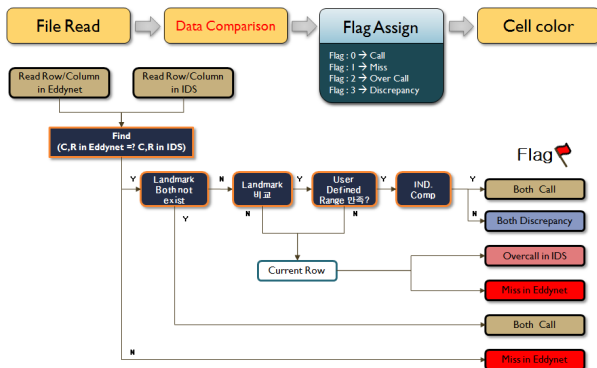 File Read
Data Comparison
Flag Assign
Cell color
Flag : 0 → Call
Flag : 1 → Miss
Flag : 2 → Over Call
Flag : 3 → Discrepancy
Read Row/Column
in Eddynet
Read Row/Column
in IDS
Find
(C,R in Eddynet =? C,R in IDS)
Flag
Y
Landmark
Both not
exist
N
Landmark
비교
Y
User
Defined
Range 만족?
Y
IND.
Comp
Y
Both Call
N
Both Discrepancy
Y
N
N
Current Row
Overcall in IDS
Miss in Eddynet
Both Call
N
Miss in Eddynet